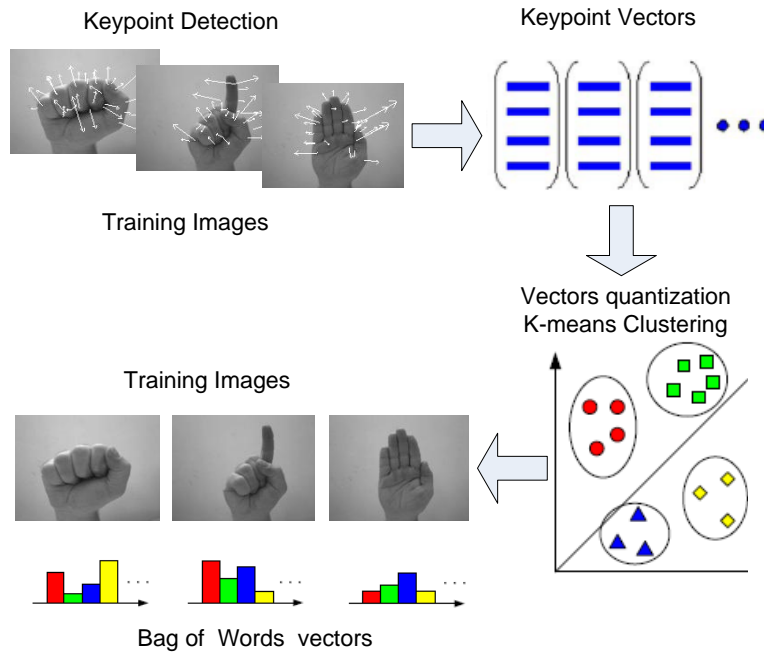 Keypoint Detection
Keypoint Vectors
Training Images
Vectors quantization
K-means Clustering
Training Images
Bag of Words vectors